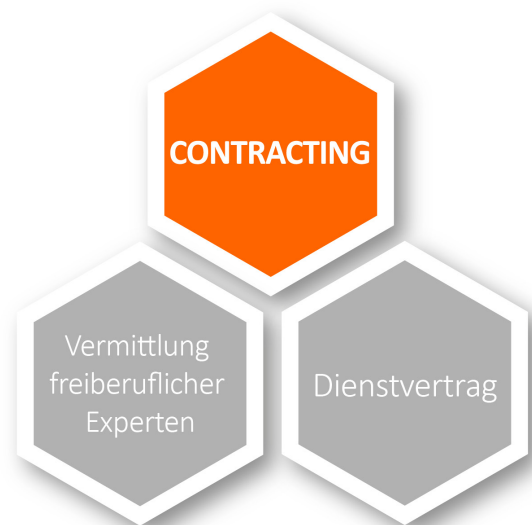 CONTRACTING
Vermittlung
freiberuflicher
Experten
Dienstvertrag